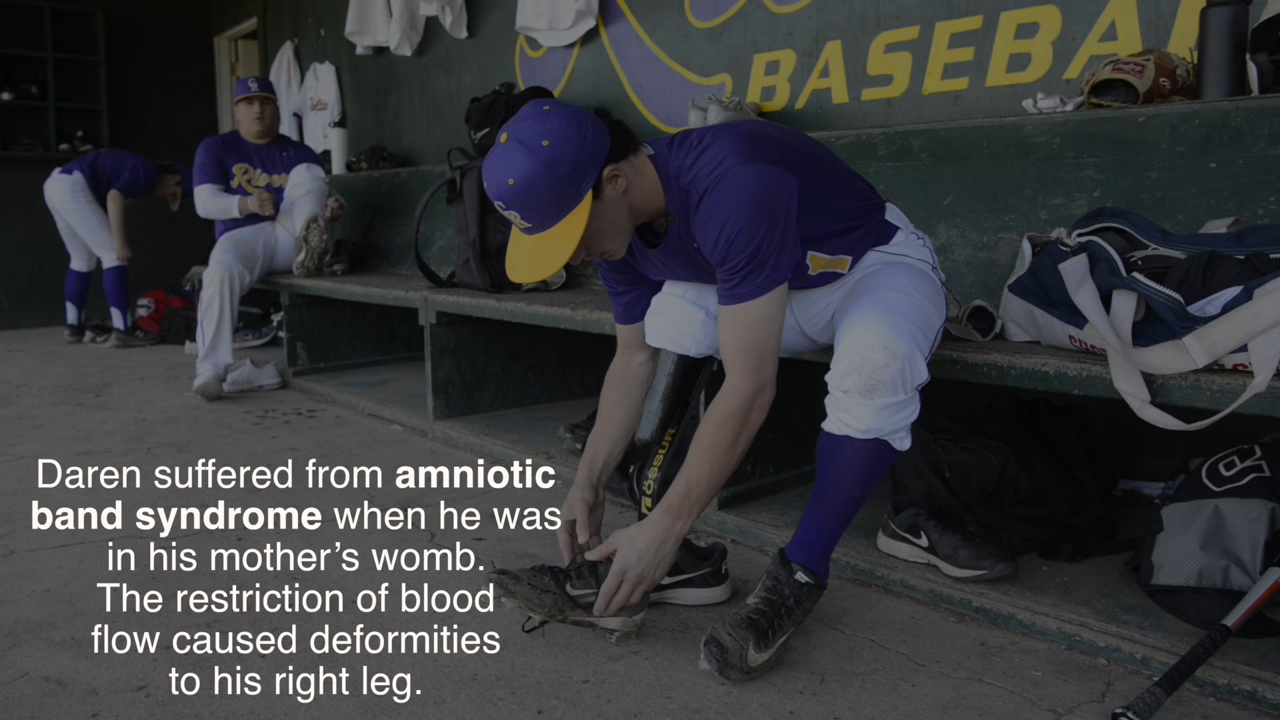 BASEBA
Daren suffered from amniotic
band syndrome when he was
in his mother’s womb.
The restriction of blood
flow caused deformities
to his right leg.
ÖSSUR